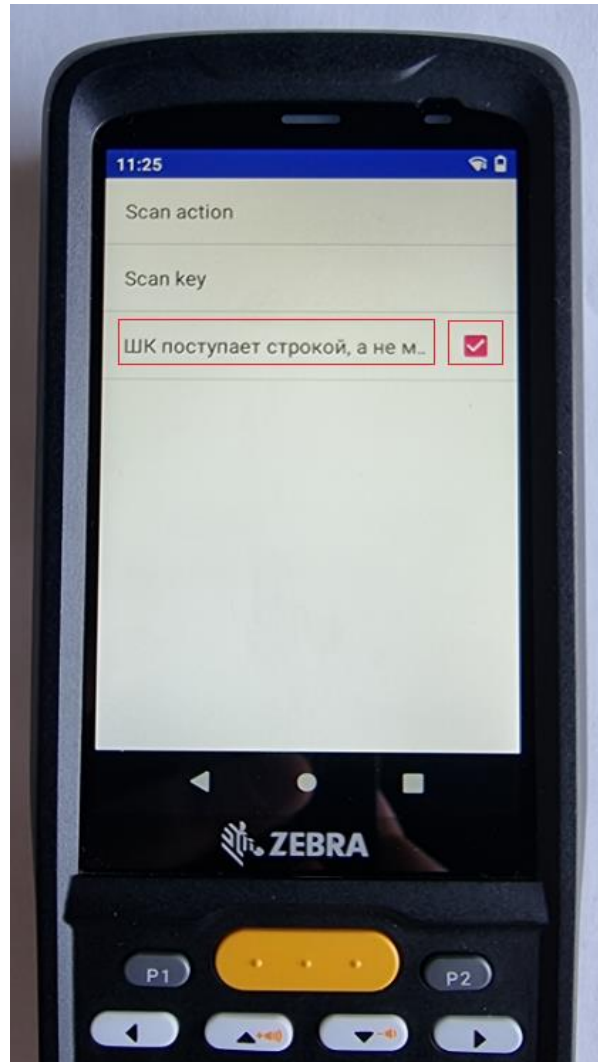 11:25
Scan action
Scan key
ШК поступает строкой, а не м...
ZEBRA
P1
P2